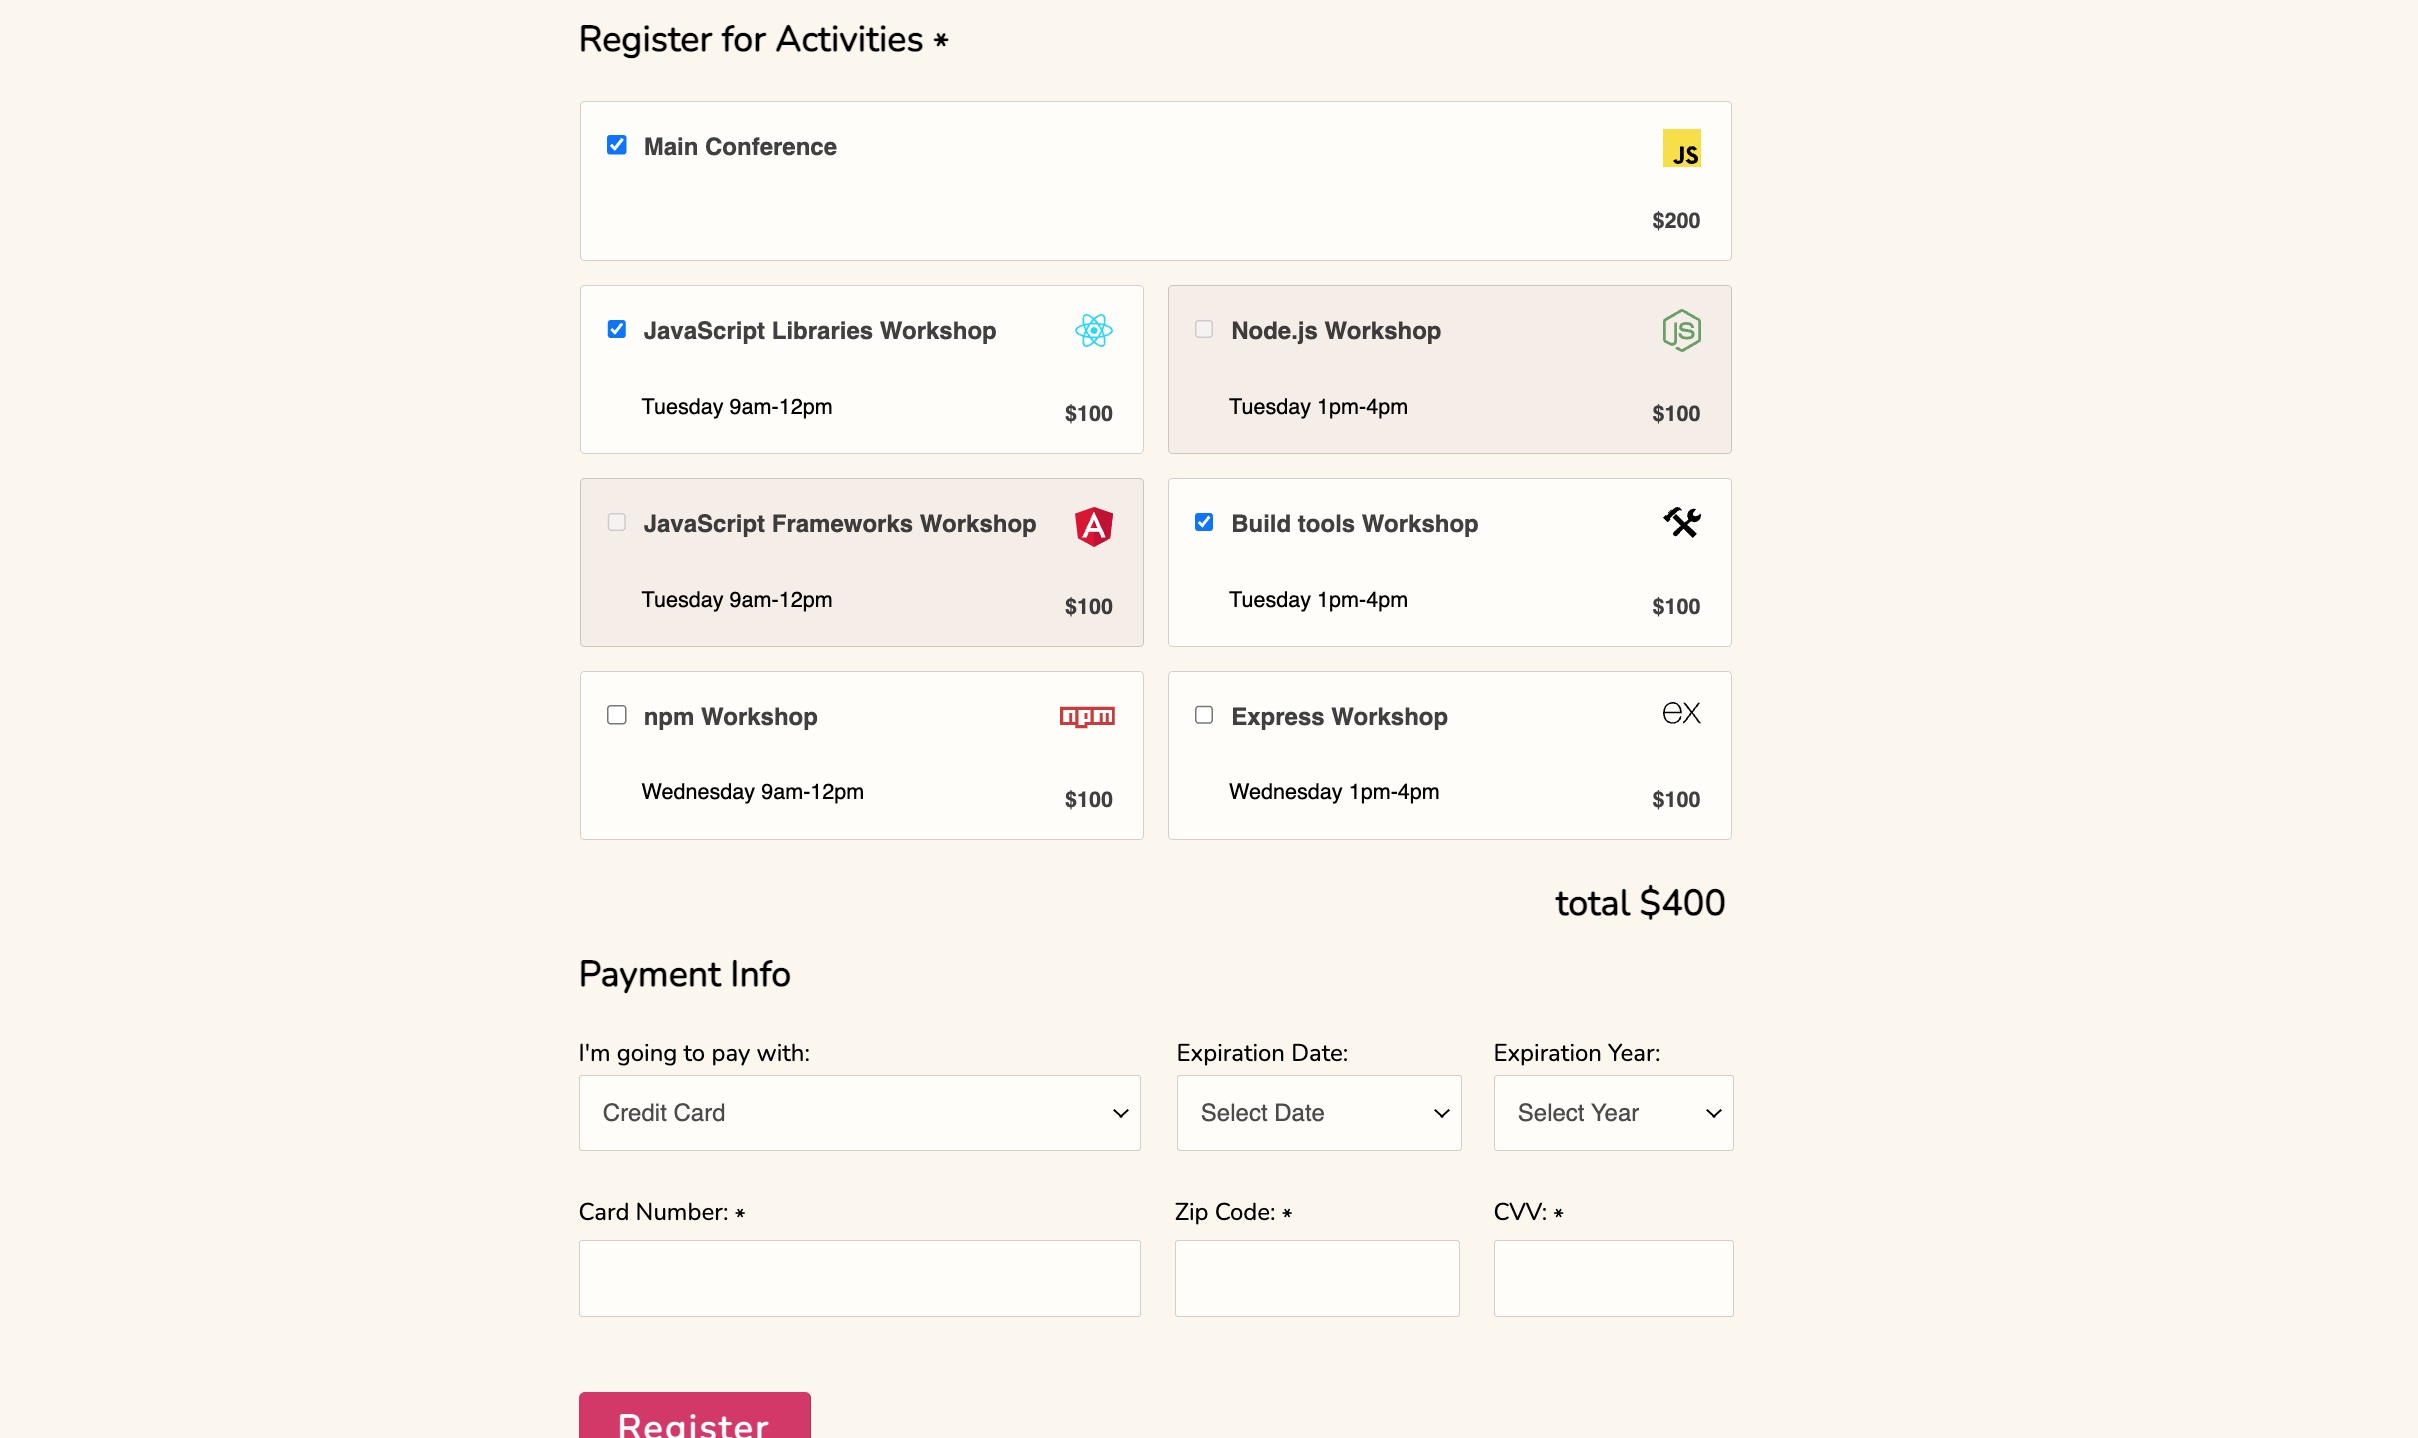 Register for Activities *
Main Conference
JS
$200
JavaScript Libraries Workshop
Tuesday 9am-12pm
$100
Node.js Workshop
JS
Tuesday 1pm-4pm
$100
JavaScript Frameworks Workshop
A
Tuesday 9am-12pm
$100
Build tools Workshop
Tuesday 1pm-4pm
$100
npm Workshop
npm
Wednesday 9am-12pm
$100
Express Workshop
ex
Wednesday 1pm-4pm
$100
total $400
Payment Info
I'm going to pay with:
Credit Card
Expiration Date:
Select Date
Expiration Year:
Select Year
Card Number: *
Zip Code: *
CVV: *
Register